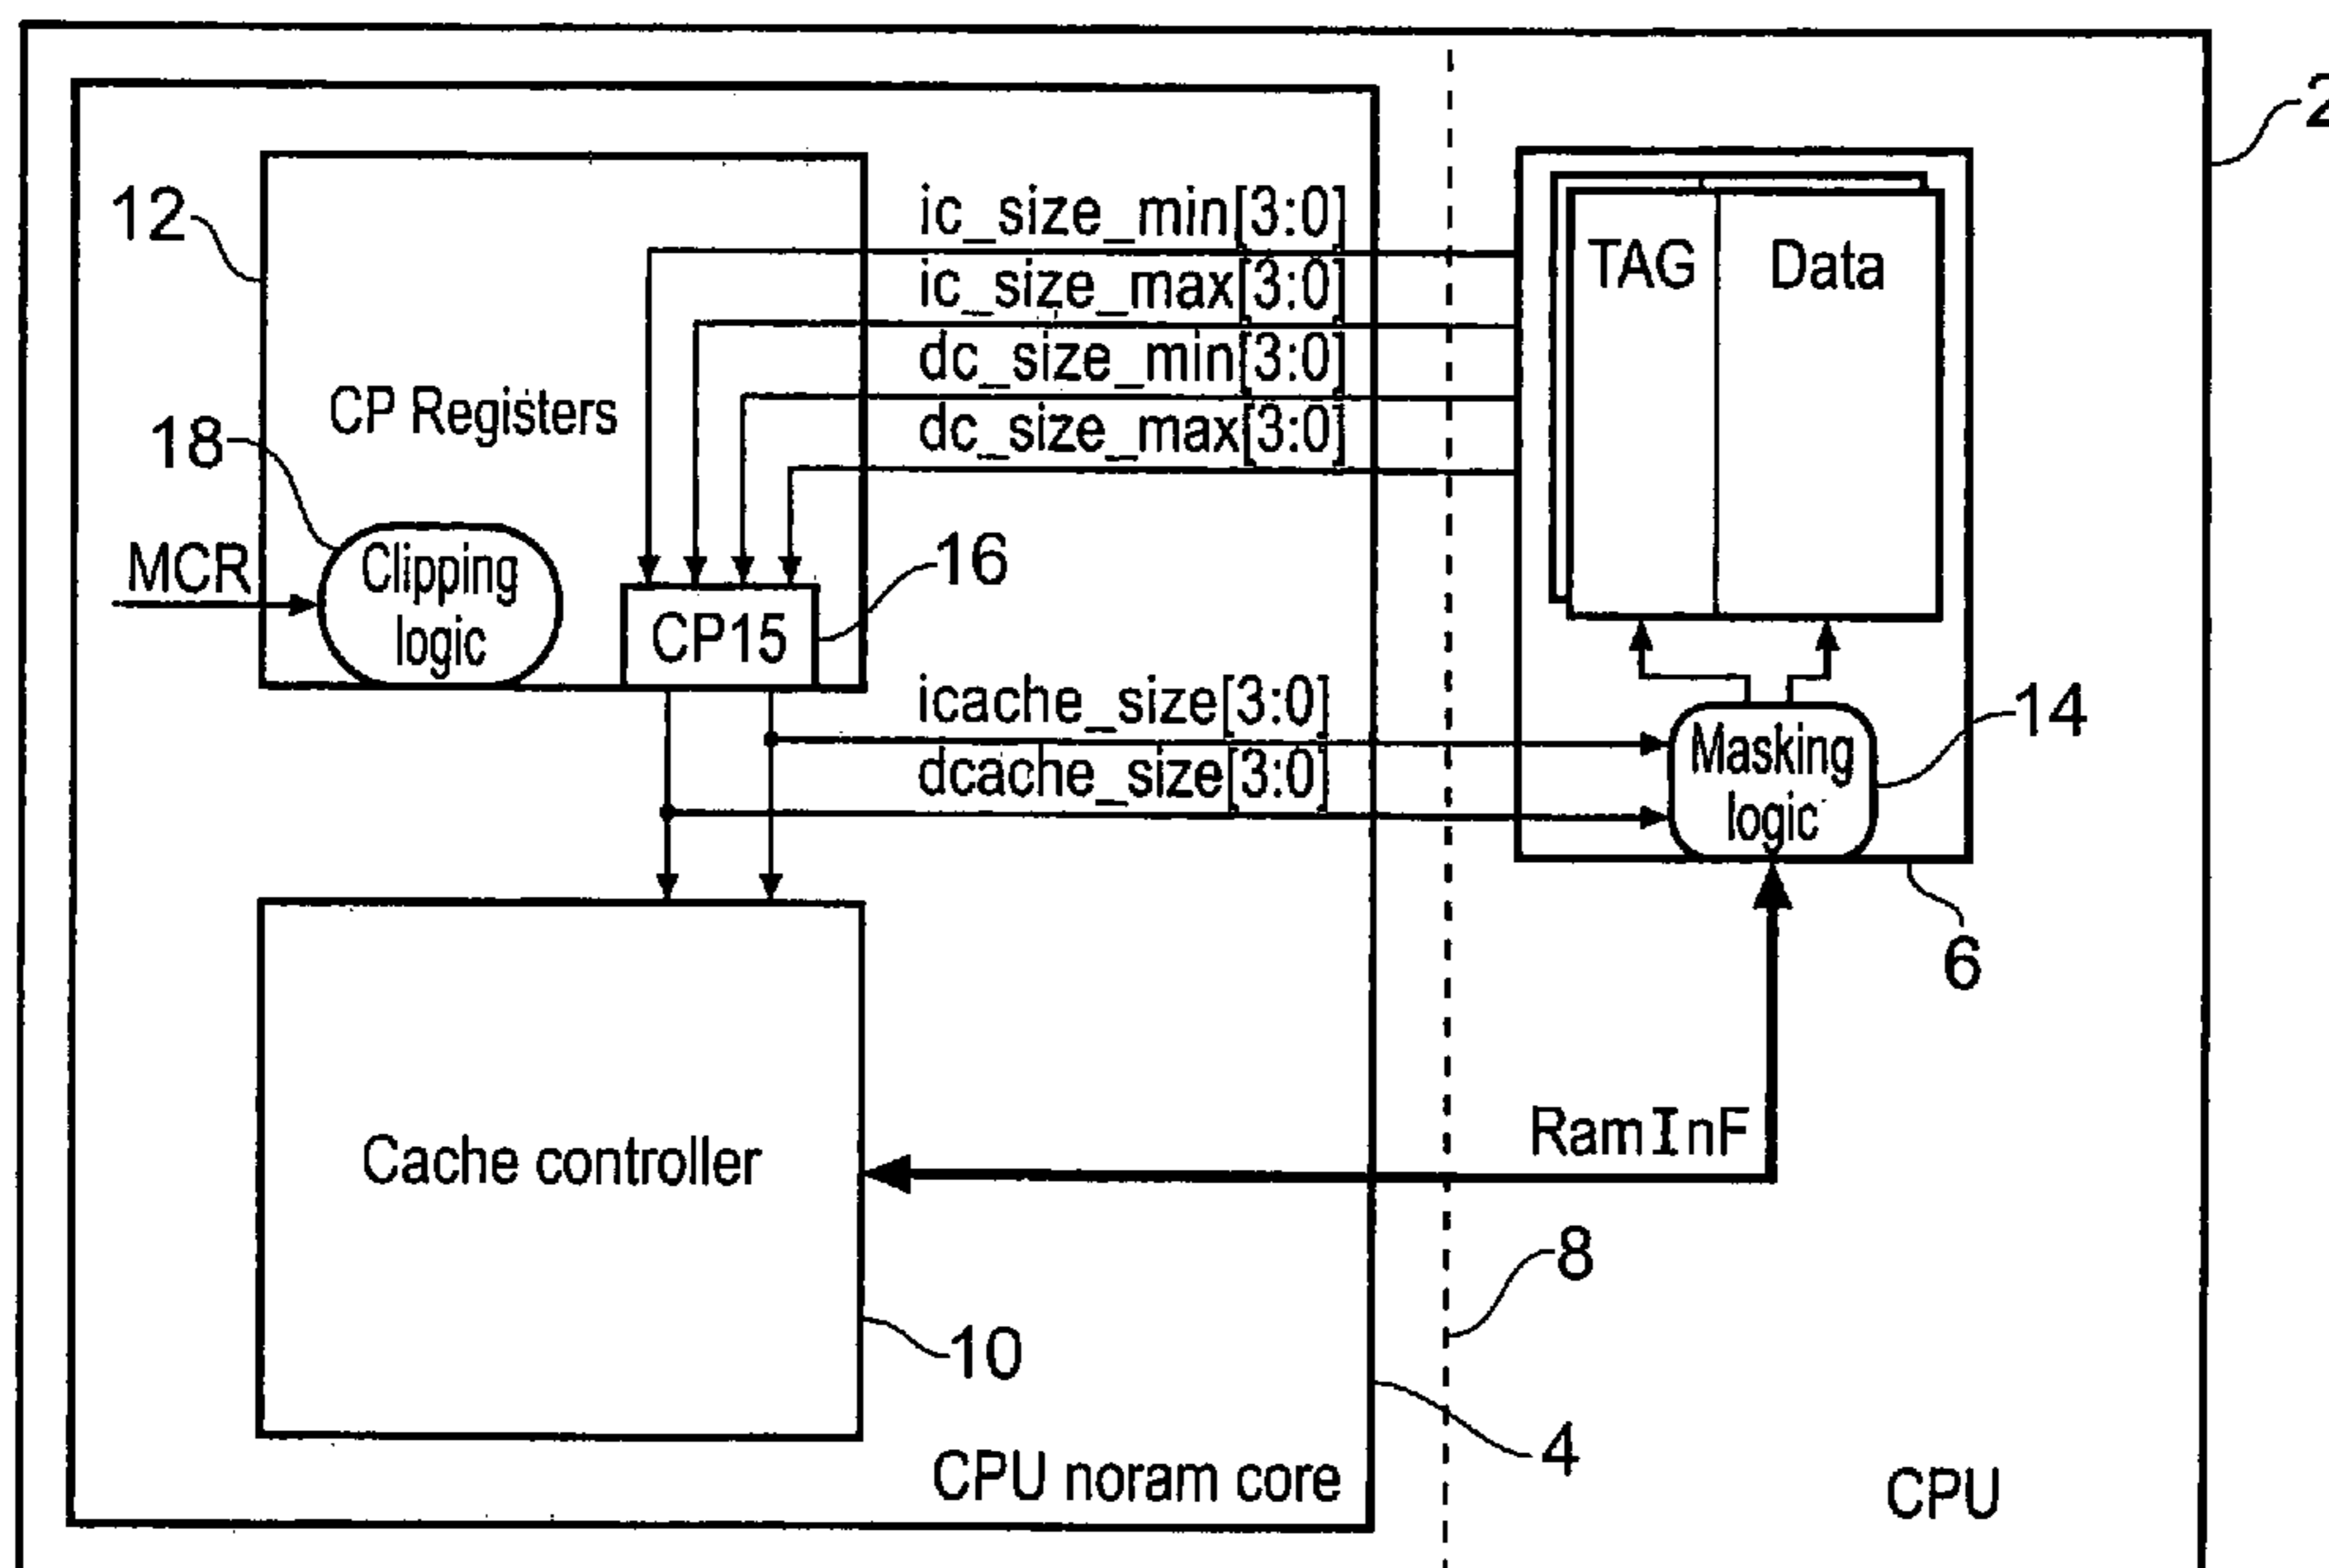 2
12
ic_size_min[3:0]
ic_size_max[3:0]
dc_size_min[3:0]
dc_size_max[3:0]
TAG
Data
CP Registers
18
MCR
Clipping
logic
16
CP15
icache_size[3:0]
dcache_size[3:0]
Masking
logic
14
6
Cache controller
RamInF
8
10
4
CPU noram core
CPU